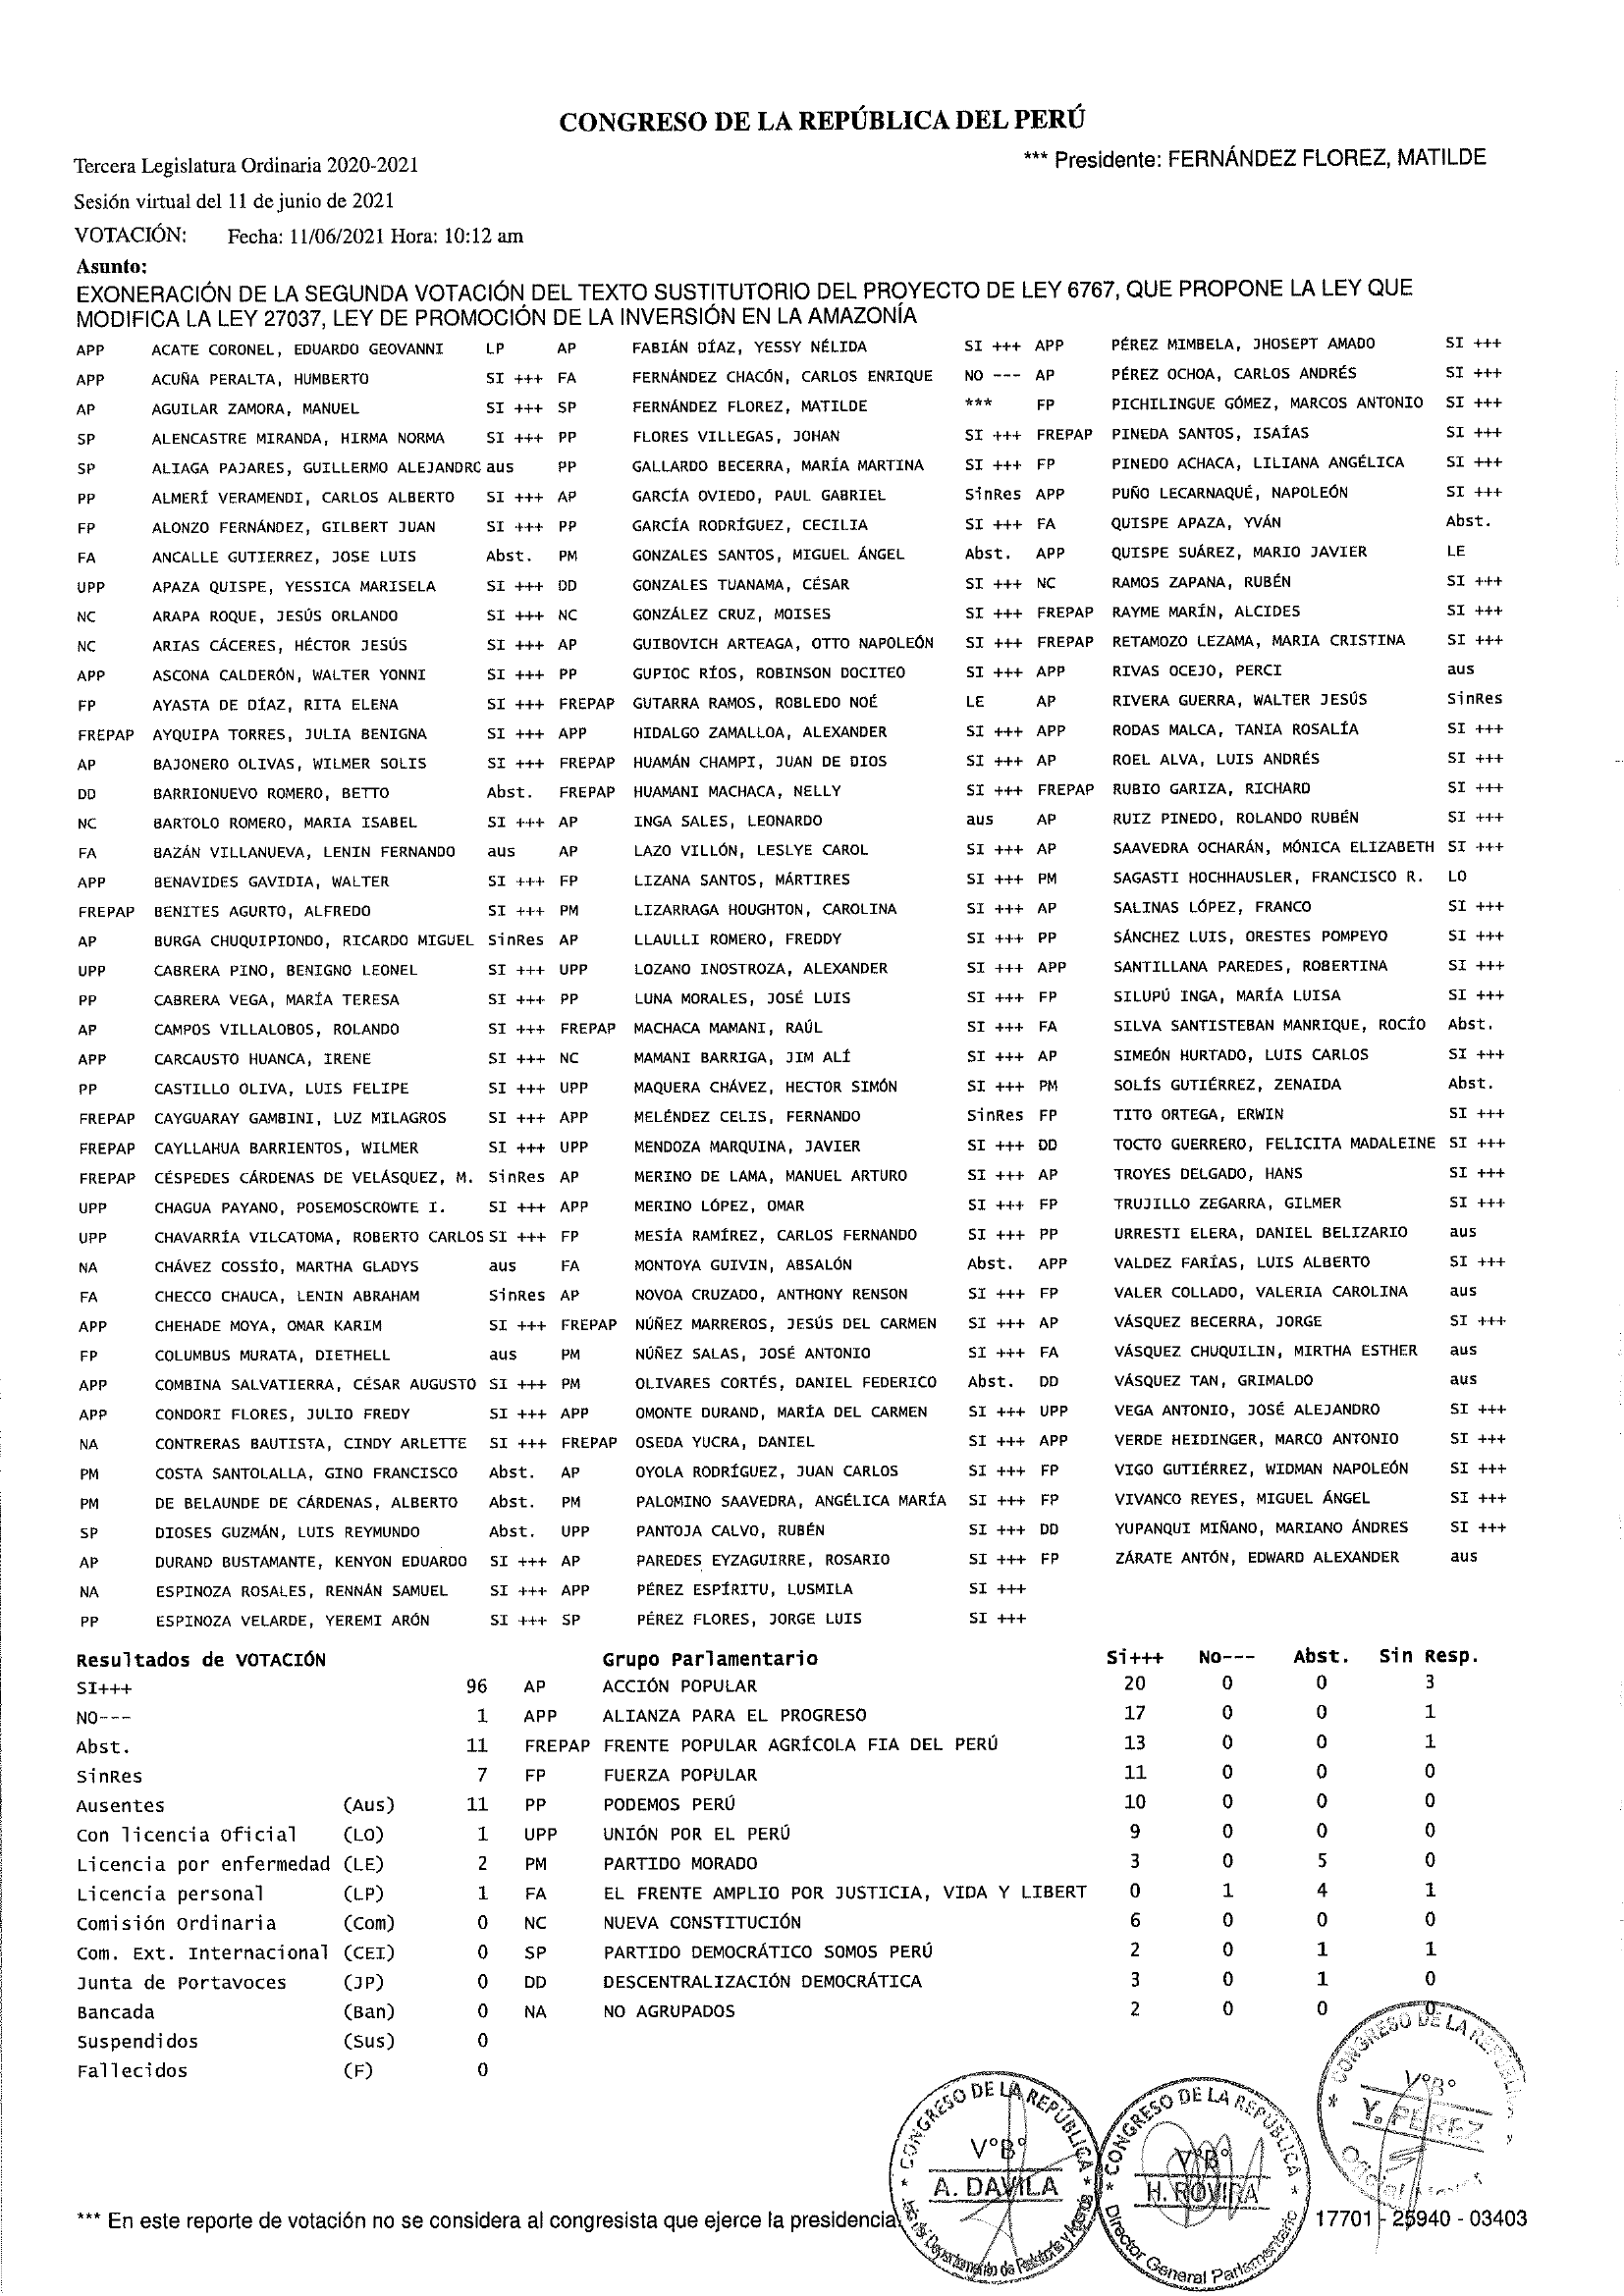 CONGRESO DE LA REPÚBLICA DEL PERÚ
Tercera Legislatura Ordinaria 2020-2021
*** Presidente: FERNÁNDEZ FLOREZ, MATILDE
Sesión virtual del 11 de junio de 2021
VOTACIÓN: Fecha: 11/06/2021 Hora: 10:12 am
Asunto:
EXONERACIÓN DE LA SEGUNDA VOTACIÓN DEL TEXTO SUSTITUTORIO DEL PROYECTO DE LEY 6767, QUE PROPONE LA LEY QUE
MODIFICA LA LEY 27037, LEY DE PROMOCIÓN DE LA INVERSIÓN EN LA AMAZONÍA
APP ACATE CORONEL, EDUARDO GEOVANNI LP AP FABIÁN DÍAZ, YESSY NÉLIDA SI +++ APP PÉREZ MIMBELA, JHOSEPT AMADO SI +++
APP ACUÑA PERALTA, HUMBERTO SI +++ FA FERNÁNDEZ CHACÓN, CARLOS ENRIQUE NO --- AP PÉREZ OCHOA, CARLOS ANDRÉS SI +++
AP AGUILAR ZAMORA, MANUEL SI +++ SP FERNÁNDEZ FLOREZ, MATILDE *** FP PICHILINGUE GÓMEZ, MARCOS ANTONIO SI +++
SP ALENCASTRE MIRANDA, HIRMA NORMA SI +++ PP FLORES VILLEGAS, JOHAN SI +++ FREPAP PINEDA SANTOS, ISAÍAS SI +++
SP ALIAGA PAJARES, GUILLERMO ALEJANDRO aus PP GALLARDO BECERRA, MARÍA MARTINA SI +++ FP PINEDO ACHACA, LILIANA ANGÉLICA SI +++
PP ALMERÍ VERAMENDI, CARLOS ALBERTO SI +++ AP GARCÍA OVIEDO, PAUL GABRIEL SinRes APP PUÑO LECARNAQUÉ, NAPOLEÓN SI +++
FP ALONZO FERNÁNDEZ, GILBERT JUAN SI +++ PP GARCÍA RODRÍGUEZ, CECILIA SI +++ FA QUISPE APAZA, YVÁN Abst.
FA ANCALLE GUTIERREZ, JOSE LUIS Abst. PM GONZALES SANTOS, MIGUEL ÁNGEL Abst. APP QUISPE SUÁREZ, MARIO JAVIER LE
UPP APAZA QUISPE, YESSICA MARISELA SI +++ DD GONZALES TUANAMA, CÉSAR SI +++ NC RAMOS ZAPANA, RUBÉN SI +++
NC ARAPA ROQUE, JESÚS ORLANDO SI +++ NC GONZÁLEZ CRUZ, MOISES SI +++ FREPAP RAYME MARÍN, ALCIDES SI +++
NC ARIAS CÁCERES, HÉCTOR JESÚS SI +++ AP GUIBOVICH ARTEAGA, OTTO NAPOLEÓN SI +++ FREPAP RETAMOZO LEZAMA, MARIA CRISTINA SI +++
APP ASCONA CALDERÓN, WALTER YONNI SI +++ PP GUPIOC RÍOS, ROBINSON DOCITEO SI +++ APP RIVAS OCEJO, PERCI aus
FP AYASTA DE DÍAZ, RITA ELENA SI +++ FREPAP GUTARRA RAMOS, ROBLEDO NOÉ LE AP RIVERA GUERRA, WALTER JESÚS SinRes
FREPAP AYQUIPA TORRES, JULIA BENIGNA SI +++ APP HIDALGO ZAMALLOA, ALEXANDER SI +++ APP RODAS MALCA, TANIA ROSALÍA SI +++
AP BAJONERO OLIVAS, WILMER SOLIS SI +++ FREPAP HUAMÁN CHAMPI, JUAN DE DIOS SI +++ AP ROEL ALVA, LUIS ANDRÉS SI +++
DD BARRIONUEVO ROMERO, BETTO Abst. FREPAP HUAMANI MACHACA, NELLY SI +++ FREPAP RUBIO GARIZA, RICHARD SI +++
NC BARTOLO ROMERO, MARIA ISABEL SI +++ AP INGA SALES, LEONARDO aus AP RUIZ PINEDO, ROLANDO RUBÉN SI +++
FA BAZÁN VILLANUEVA, LENIN FERNANDO aus AP LAZO VILLÓN, LESLYE CAROL SI +++ AP SAAVEDRA OCHARÁN, MÓNICA ELIZABETH SI +++
APP BENAVIDES GAVIDIA, WALTER SI +++ FP LIZANA SANTOS, MÁRTIRES SI +++ PM SAGASTI HOCHHAUSLER, FRANCISCO R. LO
FREPAP BENITES AGURTO, ALFREDO SI +++ PM LIZARRAGA HOUGHTON, CAROLINA SI +++ AP SALINAS LÓPEZ, FRANCO SI +++
AP BURGA CHUQUIPIONDO, RICARDO MIGUEL SinRes AP LLAULLI ROMERO, FREDDY SI +++ PP SÁNCHEZ LUIS, ORESTES POMPEYO SI +++
UPP CABRERA PINO, BENIGNO LEONEL SI +++ UPP LOZANO INOSTROZA, ALEXANDER SI +++ APP SANTILLANA PAREDES, ROBERTINA SI +++
PP CABRERA VEGA, MARÍA TERESA SI +++ PP LUNA MORALES, JOSÉ LUIS SI +++ FP SILUPÚ INGA, MARÍA LUISA SI +++
AP CAMPOS VILLALOBOS, ROLANDO SI +++ FREPAP MACHACA MAMANI, RAÚL SI +++ FA SILVA SANTISTEBAN MANRIQUE, ROCÍO Abst.
APP CARCAUSTO HUANCA, IRENE SI +++ NC MAMANI BARRIGA, JIM ALÍ SI +++ AP SIMEÓN HURTADO, LUIS CARLOS SI +++
PP CASTILLO OLIVA, LUIS FELIPE SI +++ UPP MAQUERA CHÁVEZ, HECTOR SIMÓN SI +++ PM SOLÍS GUTIÉRREZ, ZENAIDA Abst.
FREPAP CAYGUARAY GAMBINI, LUZ MILAGROS SI +++ APP MELÉNDEZ CELIS, FERNANDO SinRes FP TITO ORTEGA, ERWIN SI +++
FREPAP CAYLLAHUA BARRIENTOS, WILMER SI +++ UPP MENDOZA MARQUINA, JAVIER SI +++ DD TOCTO GUERRERO, FELICITA MADALEINE SI +++
FREPAP CÉSPEDES CÁRDENAS DE VELÁSQUEZ, M. SinRes AP MERINO DE LAMA, MANUEL ARTURO SI +++ AP TROYES DELGADO, HANS SI +++
UPP CHAGUA PAYANO, POSEMOSCROWTE I. SI +++ APP MERINO LÓPEZ, OMAR SI +++ FP TRUJILLO ZEGARRA, GILMER SI +++
UPP CHAVARRÍA VILCATOMA, ROBERTO CARLOS SI +++ FP MESÍA RAMÍREZ, CARLOS FERNANDO SI +++ PP URRESTI ELERA, DANIEL BELIZARIO aus
NA CHÁVEZ COSSÍO, MARTHA GLADYS aus FA MONTOYA GUIVIN, ABSALÓN Abst. APP VALDEZ FARÍAS, LUIS ALBERTO SI +++
FA CHECCO CHAUCA, LENIN ABRAHAM SinRes AP NOVOA CRUZADO, ANTHONY RENSON SI +++ FP VALER COLLADO, VALERIA CAROLINA aus
APP CHEHADE MOYA, OMAR KARIM SI +++ FREPAP NÚÑEZ MARREROS, JESÚS DEL CARMEN SI +++ AP VÁSQUEZ BECERRA, JORGE SI +++
FP COLUMBUS MURATA, DIETHELL aus PM NÚÑEZ SALAS, JOSÉ ANTONIO SI +++ FA VÁSQUEZ CHUQUILIN, MIRTHA ESTHER aus
APP COMBINA SALVATIERRA, CÉSAR AUGUSTO SI +++ PM OLIVARES CORTÉS, DANIEL FEDERICO Abst. DD VÁSQUEZ TAN, GRIMALDO aus
APP CONDORI FLORES, JULIO FREDY SI +++ APP OMONTE DURAND, MARÍA DEL CARMEN SI +++ UPP VEGA ANTONIO, JOSÉ ALEJANDRO SI +++
NA CONTRERAS BAUTISTA, CINDY ARLETTE SI +++ FREPAP OSEDA YUCRA, DANIEL SI +++ APP VERDE HEIDINGER, MARCO ANTONIO SI +++
PM COSTA SANTOLALLA, GINO FRANCISCO Abst. AP OYOLA RODRÍGUEZ, JUAN CARLOS SI +++ FP VIGO GUTIÉRREZ, WIDMAN NAPOLEÓN SI +++
PM DE BELAUNDE DE CÁRDENAS, ALBERTO Abst. PM PALOMINO SAAVEDRA, ANGÉLICA MARÍA SI +++ FP VIVANCO REYES, MIGUEL ÁNGEL SI +++
SP DIOSES GUZMÁN, LUIS REYMUNDO Abst. UPP PANTOJA CALVO, RUBÉN SI +++ DD YUPANQUI MIÑANO, MARIANO ÁNDRES SI +++
AP DURAND BUSTAMANTE, KENYON EDUARDO SI +++ AP PAREDES EYZAGUIRRE, ROSARIO SI +++ FP ZÁRATE ANTÓN, EDWARD ALEXANDER aus
NA ESPINOZA ROSALES, RENNÁN SAMUEL SI +++ APP PÉREZ ESPÍRITU, LUSMILA SI +++
PP ESPINOZA VELARDE, YEREMI ARÓN SI +++ SP PÉREZ FLORES, JORGE LUIS SI +++
Resultados de VOTACIÓN Grupo Parlamentario Si+++ No--- Abst. Sin Resp.
SI+++ 96 AP ACCIÓN POPULAR 20 0 0 3
NO--- 1 APP ALIANZA PARA EL PROGRESO 17 0 0 1
Abst. 11 FREPAP FRENTE POPULAR AGRÍCOLA FIA DEL PERÚ 13 0 0 1
SinRes 7 FP FUERZA POPULAR 11 0 0 0
Ausentes (Aus) 11 PP PODEMOS PERÚ 10 0 0 0
Con licencia Oficial (LO) 1 UPP UNIÓN POR EL PERÚ 9 0 0 0
Licencia por enfermedad (LE) 2 PM PARTIDO MORADO 3 0 5 0
Licencia personal (LP) 1 FA EL FRENTE AMPLIO POR JUSTICIA, VIDA Y LIBERT 0 1 4 1
Comisión Ordinaria (Com) 0 NC NUEVA CONSTITUCIÓN 6 0 0 0
Com. Ext. Internacional (CEI) 0 SP PARTIDO DEMOCRÁTICO SOMOS PERÚ 2 0 1 1
Junta de Portavoces (JP) 0 DD DESCENTRALIZACIÓN DEMOCRÁTICA 3 0 1 0
Bancada (Ban) 0 NA NO AGRUPADOS 2 0 0 0
Suspendidos (Sus) 0
Fallecidos (F) 0
* CONGRESO DE LA REPÚBLICA *
V°B°
A. DAVILA
* CONGRESO DE LA REPÚBLICA *
V°B°
H. ROVIRA
Director General Parlamentario
* CONGRESO DE LA
V°B°
Y. PEREZ
*** En este reporte de votación no se considera al congresista que ejerce la presidencia.
17701 - 25940 - 03403